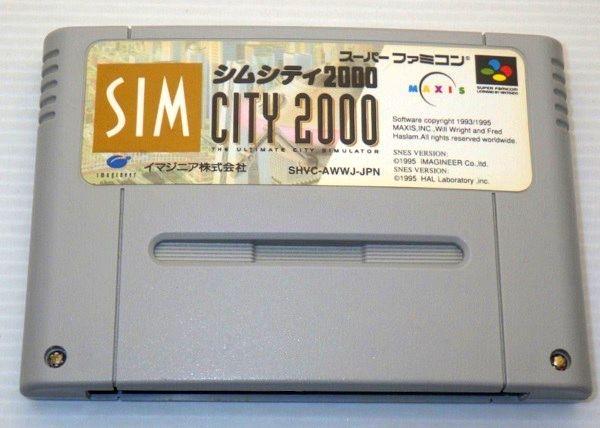 スーパーファミコン®
SIM
シムシティ2000
CITY 2000
THE ULTIMATE CITY SIMULATOR
MAXIS
SUPER FAMICOM
LICENSED BY NINTENDO
Software copyright 1993/1995
MAXIS,INC.,Will Wright and Fred
Haslam.All rights reserved worldwide.
SNES VERSION:
©1995 IMAGINEER Co.,ltd.
SNES VERSION:
©1995 HAL Laboratory ,inc.
imagineer
イマジニア株式会社
SHVC-AWWJ-JPN